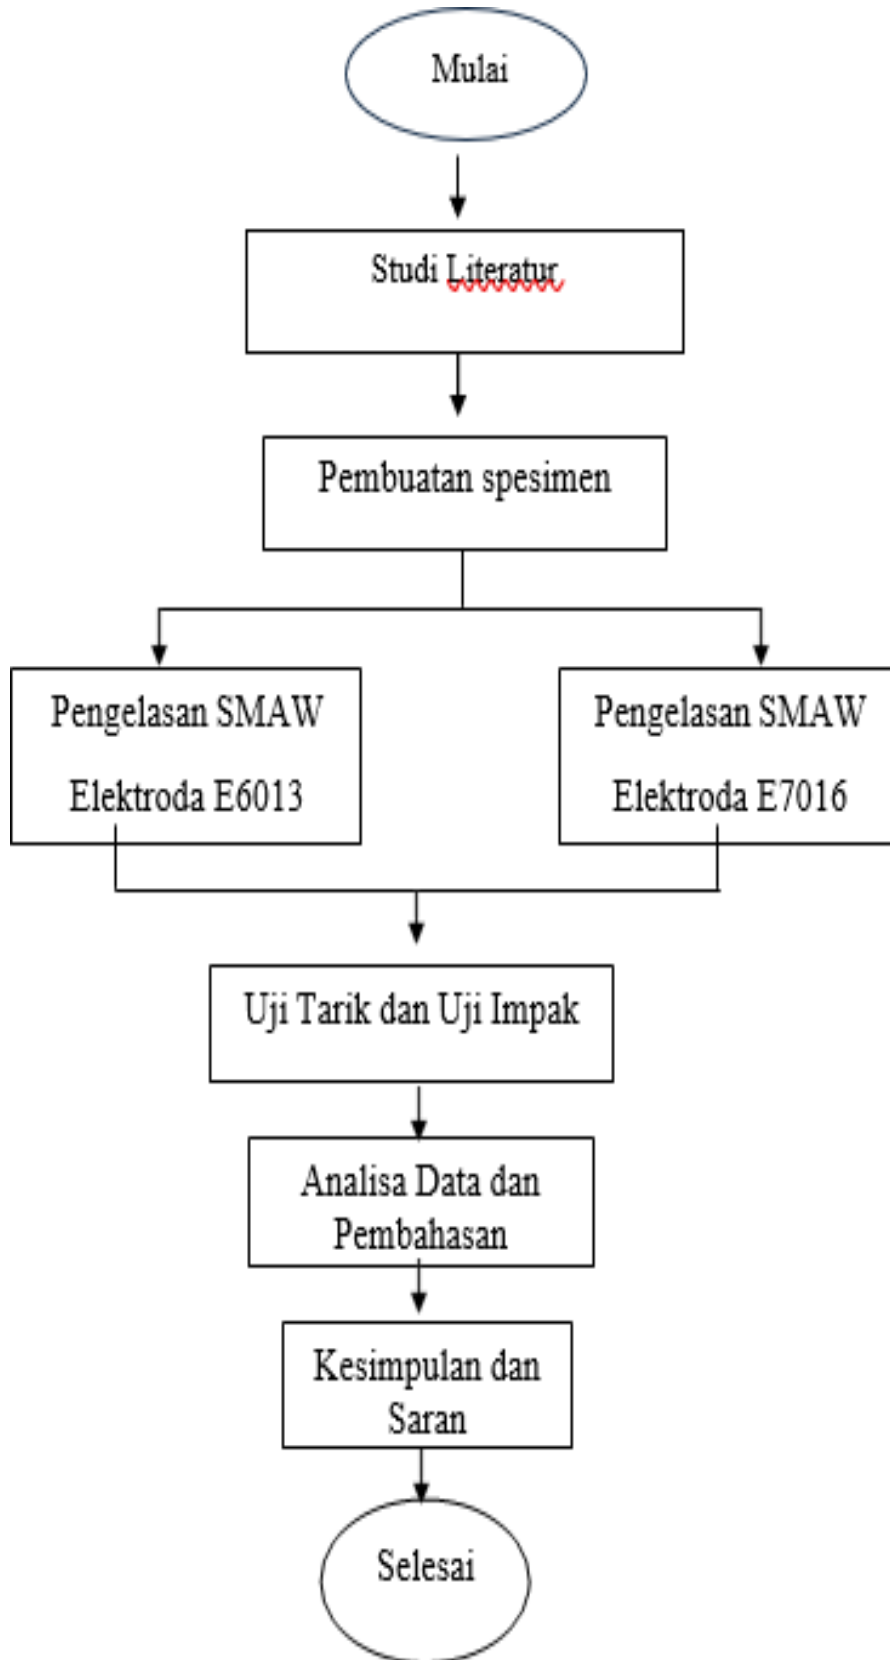 Mulai
Studi Literatur
Pembuatan spesimen
Pengelasan SMAW
Elektroda E6013
Pengelasan SMAW
Elektroda E7016
Uji Tarik dan Uji Impak
Analisa Data dan
Pembahasan
Kesimpulan dan
Saran
Selesai